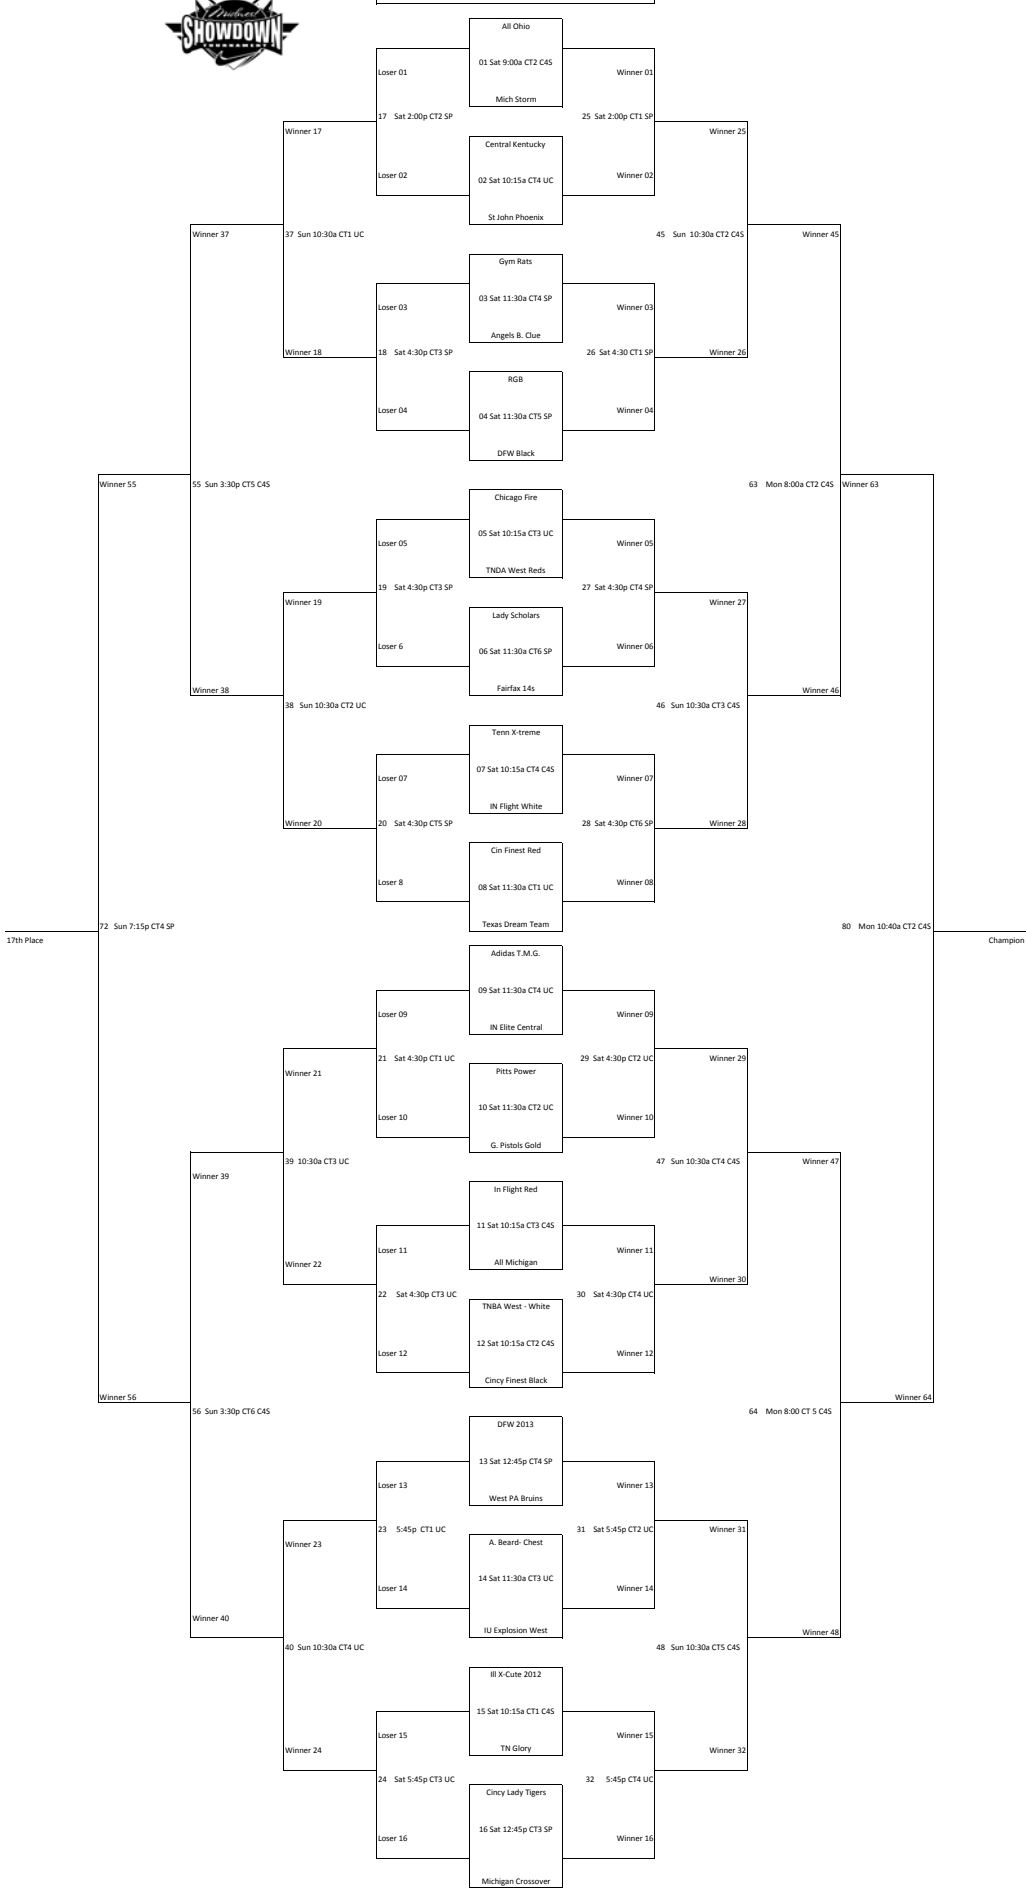 Midwest
SHOWDOWN
TOURNAMENT
All Ohio
01 Sat 9:00a CT2 C4S
Loser 01
Winner 01
Mich Storm
17 Sat 2:00p CT2 SP
25 Sat 2:00p CT1 SP
Winner 17
Winner 25
Central Kentucky
Loser 02
02 Sat 10:15a CT4 UC
Winner 02
St John Phoenix
Winner 37
37 Sun 10:30a CT1 UC
45 Sun 10:30a CT2 C4S
Winner 45
Gym Rats
03 Sat 11:30a CT4 SP
Loser 03
Winner 03
Angels B. Clue
Winner 18
18 Sat 4:30p CT3 SP
26 Sat 4:30 CT1 SP
Winner 26
RGB
Loser 04
04 Sat 11:30a CT5 SP
Winner 04
DFW Black
Winner 55
55 Sun 3:30p CT5 C4S
63 Mon 8:00a CT2 C4S
Winner 63
Chicago Fire
05 Sat 10:15a CT3 UC
Loser 05
Winner 05
TNDA West Reds
19 Sat 4:30p CT3 SP
27 Sat 4:30p CT4 SP
Winner 19
Winner 27
Lady Scholars
Loser 6
06 Sat 11:30a CT6 SP
Winner 06
Fairfax 14s
Winner 38
Winner 46
38 Sun 10:30a CT2 UC
46 Sun 10:30a CT3 C4S
Tenn X-treme
07 Sat 10:15a CT4 C4S
Loser 07
Winner 07
IN Flight White
Winner 20
20 Sat 4:30p CT5 SP
28 Sat 4:30p CT6 SP
Winner 28
Cin Finest Red
Loser 8
08 Sat 11:30a CT1 UC
Winner 08
Texas Dream Team
72 Sun 7:15p CT4 SP
80 Mon 10:40a CT2 C4S
17th Place
Champion
Adidas T.M.G.
09 Sat 11:30a CT4 UC
Loser 09
Winner 09
IN Elite Central
21 Sat 4:30p CT1 UC
29 Sat 4:30p CT2 UC
Winner 29
Winner 21
Pitts Power
10 Sat 11:30a CT2 UC
Loser 10
Winner 10
G. Pistols Gold
39 10:30a CT3 UC
47 Sun 10:30a CT4 C4S
Winner 47
Winner 39
In Flight Red
11 Sat 10:15a CT3 C4S
Loser 11
Winner 11
All Michigan
Winner 22
Winner 30
22 Sat 4:30p CT3 UC
30 Sat 4:30p CT4 UC
TNBA West - White
12 Sat 10:15a CT2 C4S
Loser 12
Winner 12
Cincy Finest Black
Winner 56
Winner 64
56 Sun 3:30p CT6 C4S
64 Mon 8:00 CT 5 C4S
DFW 2013
13 Sat 12:45p CT4 SP
Loser 13
Winner 13
West PA Bruins
23 5:45p CT1 UC
31 Sat 5:45p CT2 UC
Winner 31
Winner 23
A. Beard- Chest
14 Sat 11:30a CT3 UC
Loser 14
Winner 14
Winner 40
IU Explosion West
Winner 48
40 Sun 10:30a CT4 UC
48 Sun 10:30a CT5 C4S
Ill X-Cute 2012
15 Sat 10:15a CT1 C4S
Loser 15
Winner 15
TN Glory
Winner 24
Winner 32
24 Sat 5:45p CT3 UC
32 5:45p CT4 UC
Cincy Lady Tigers
16 Sat 12:45p CT3 SP
Loser 16
Winner 16
Michigan Crossover